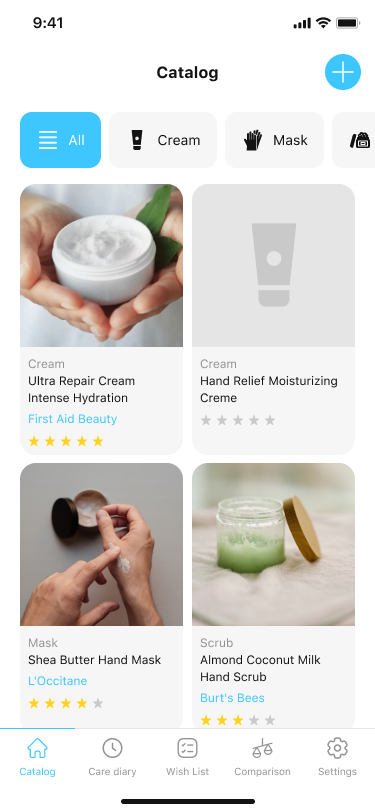 9:41
Catalog
All
Cream
Mask
Cream
Ultra Repair Cream
Intense Hydration
First Aid Beauty
Cream
Hand Relief Moisturizing
Creme
Mask
Shea Butter Hand Mask
L'Occitane
Scrub
Almond Coconut Milk
Hand Scrub
Burt's Bees
Catalog
Care diary
Wish List
Comparison
Settings